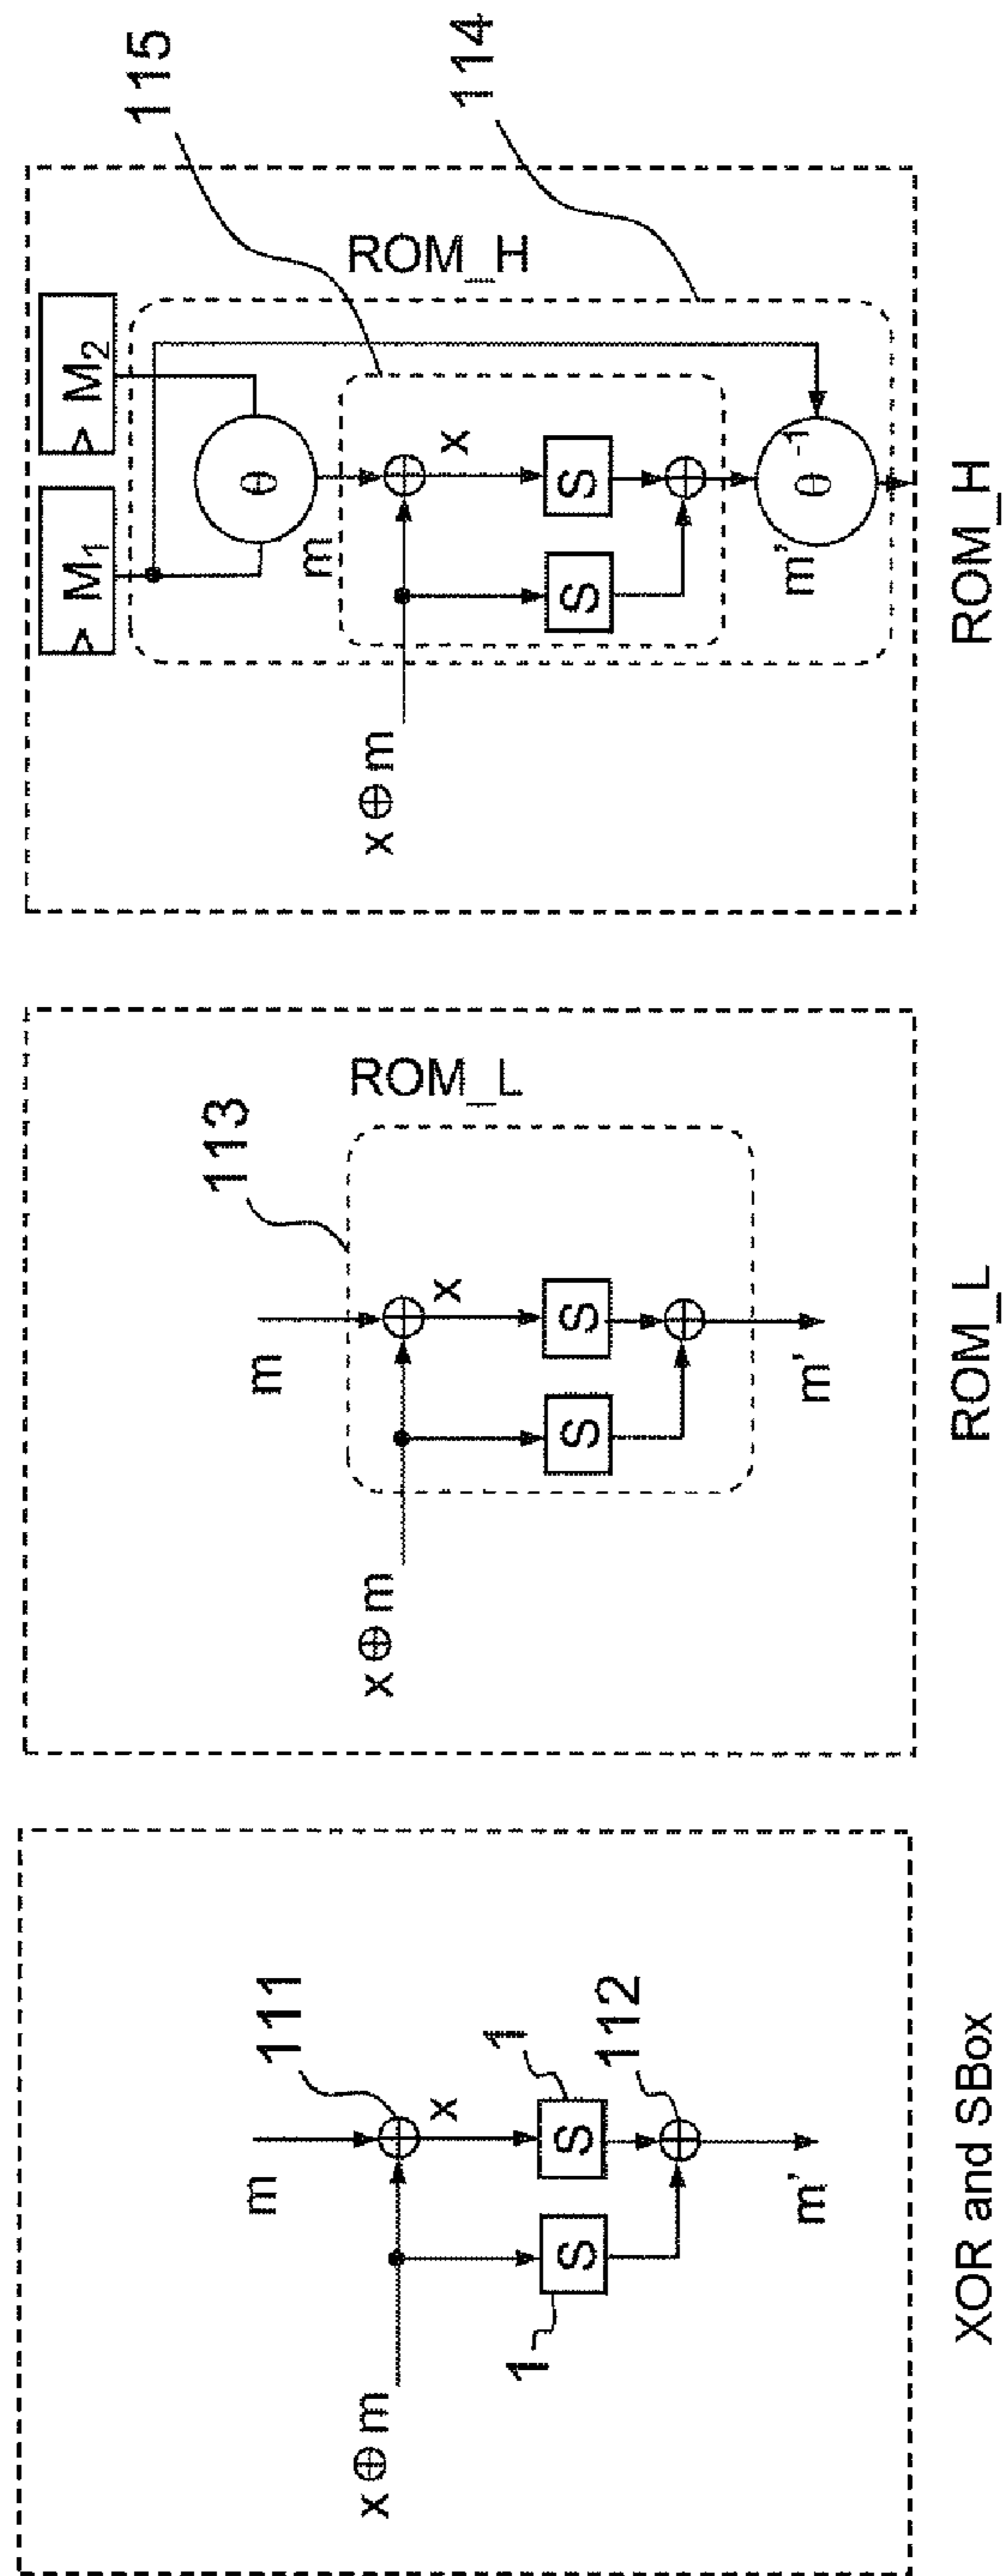 m
111
x ⊕ m
x
1
S
S
1
112
m'
XOR and SBox
113
ROM_L
m
x ⊕ m
x
S
S
m'
ROM_L
115
114
M₁
M₂
ROM_H
θ
m
x ⊕ m
x
S
S
m'
θ⁻¹
ROM_H